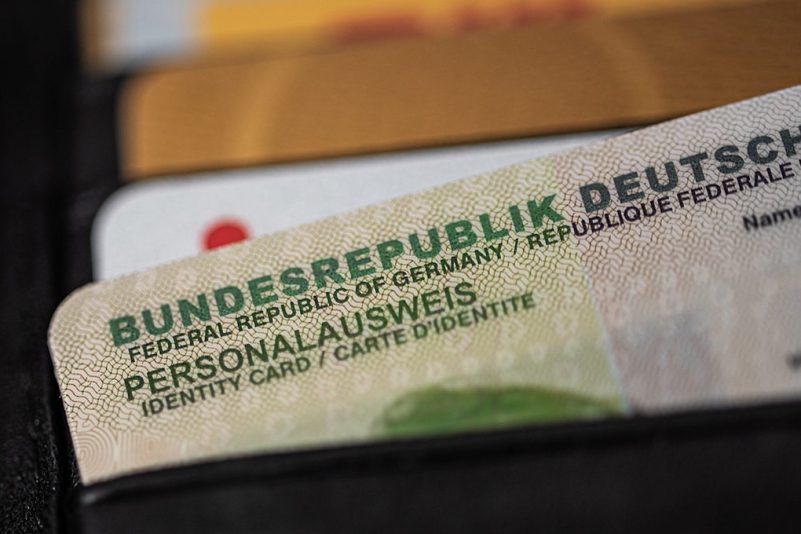 BUNDESREPUBLIK DEUTSCH
FEDERAL REPUBLIC OF GERMANY / REPUBLIQUE FEDERALE
PERSONALAUSWEIS
IDENTITY CARD / CARTE D'IDENTITE
Name